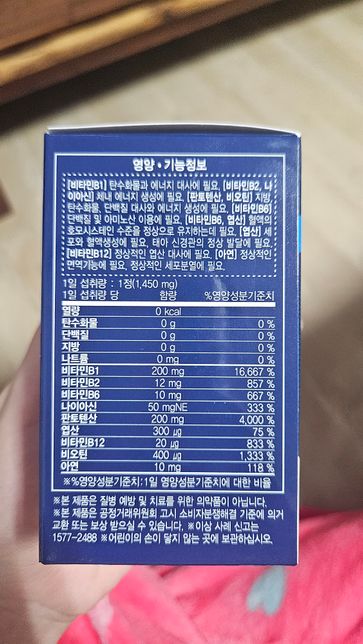 영양·기능정보
[비타민B1] 탄수화물과 에너지 대사에 필요, [비타민B2, 나
이아신] 체내 에너지 생성에 필요, [판토텐산, 비오틴] 지방,
탄수화물, 단백질 대사와 에너지 생성에 필요, [비타민B6]
단백질 및 아미노산 이용에 필요, [비타민B6, 엽산] 혈액의
호모시스테인 수준을 정상으로 유지하는데 필요, [엽산] 세
포와 혈액생성에 필요, 태아 신경관의 정상 발달에 필요,
[비타민B12] 정상적인 엽산 대사에 필요, [아연] 정상적인
면역기능에 필요, 정상적인 세포분열에 필요.
1일 섭취량 : 1정(1,450 mg)
1일 섭취량 당 함량 %영양성분기준치
열량 0 kcal
탄수화물 0 g 0 %
단백질 0 g 0 %
지방 0 g 0 %
나트륨 0 mg 0 %
비타민B1 200 mg 16,667 %
비타민B2 12 mg 857 %
비타민B6 10 mg 667 %
나이아신 50 mgNE 333 %
판토텐산 200 mg 4,000 %
엽산 300 ㎍ 75 %
비타민B12 20 ㎍ 833 %
비오틴 400 ㎍ 1,333 %
아연 10 mg 118 %
※%영양성분기준치:1일 영양성분기준치에 대한 비율
※본 제품은 질병 예방 및 치료를 위한 의약품이 아닙니다.
※본 제품은 공정거래위원회 고시 소비자분쟁해결 기준에 의거
교환 또는 보상 받으실 수 있습니다. ※이상 사례 신고는
1577-2488 ※어린이의 손이 닿지 않는 곳에 보관하십시오.